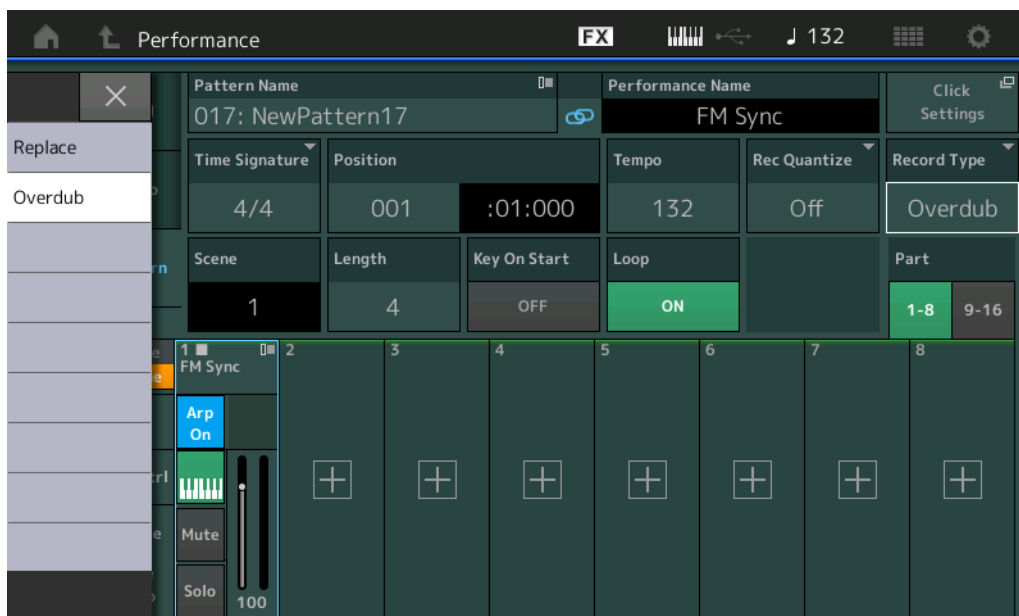 Performance
FX
132
Replace
Overdub
Pattern Name
017: NewPattern17
Performance Name
FM Sync
Click
Settings
Time Signature
4/4
Position
001
:01:000
Tempo
132
Rec Quantize
Off
Record Type
Overdub
Scene
1
Length
4
Key On Start
OFF
Loop
ON
Part
1-8
9-16
1
FM Sync
2
3
4
5
6
7
8
Arp
On
Mute
Solo
100